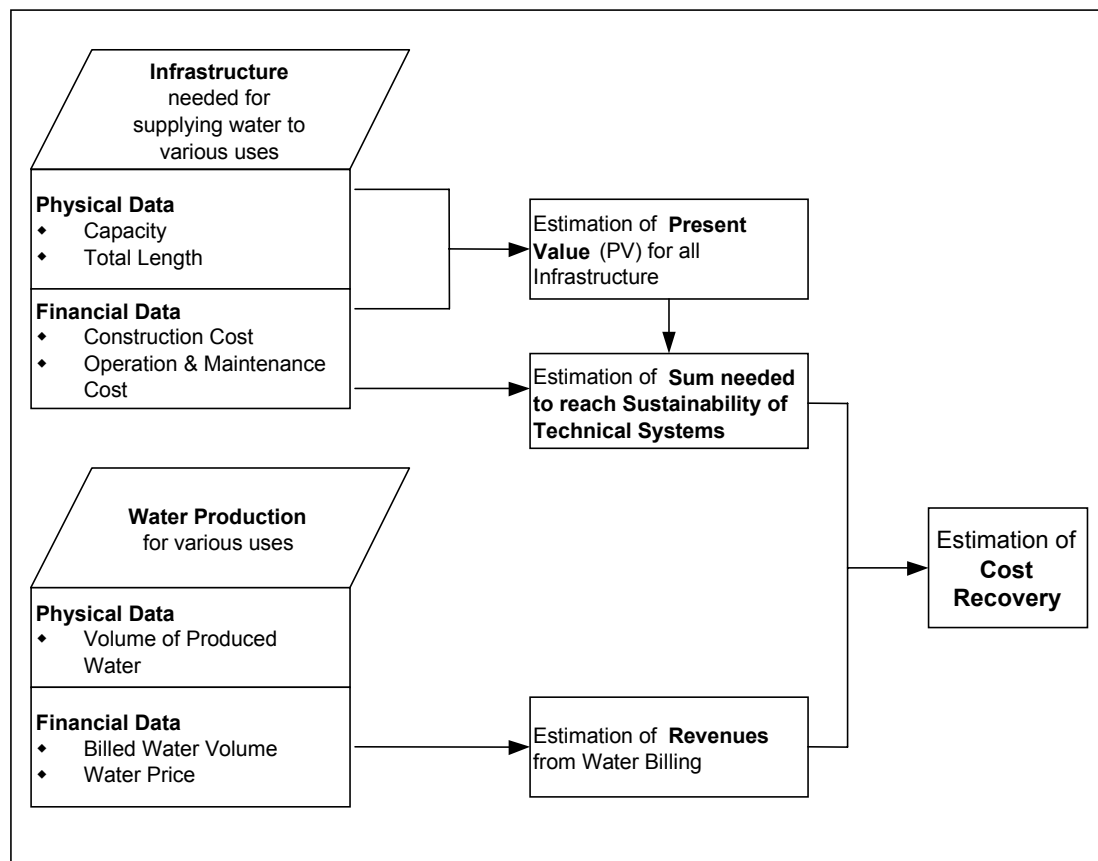 Infrastructure
needed for
supplying water to
various uses
Physical Data
◆ Capacity
◆ Total Length
Financial Data
◆ Construction Cost
◆ Operation & Maintenance
Cost
Estimation of Present
Value (PV) for all
Infrastructure
Estimation of Sum needed
to reach Sustainability of
Technical Systems
Water Production
for various uses
Physical Data
◆ Volume of Produced
Water
Financial Data
◆ Billed Water Volume
◆ Water Price
Estimation of Revenues
from Water Billing
Estimation of
Cost
Recovery